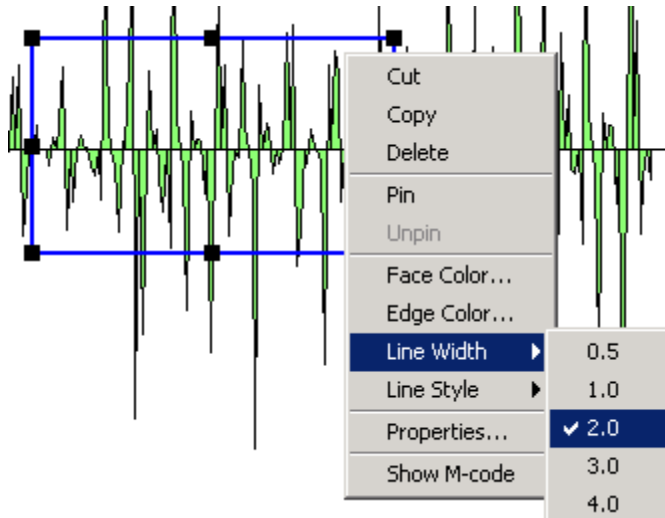 Cut
Copy
Delete
Pin
Unpin
Face Color...
Edge Color...
Line Width
Line Style
Properties...
Show M-code
0.5
1.0
2.0
3.0
4.0